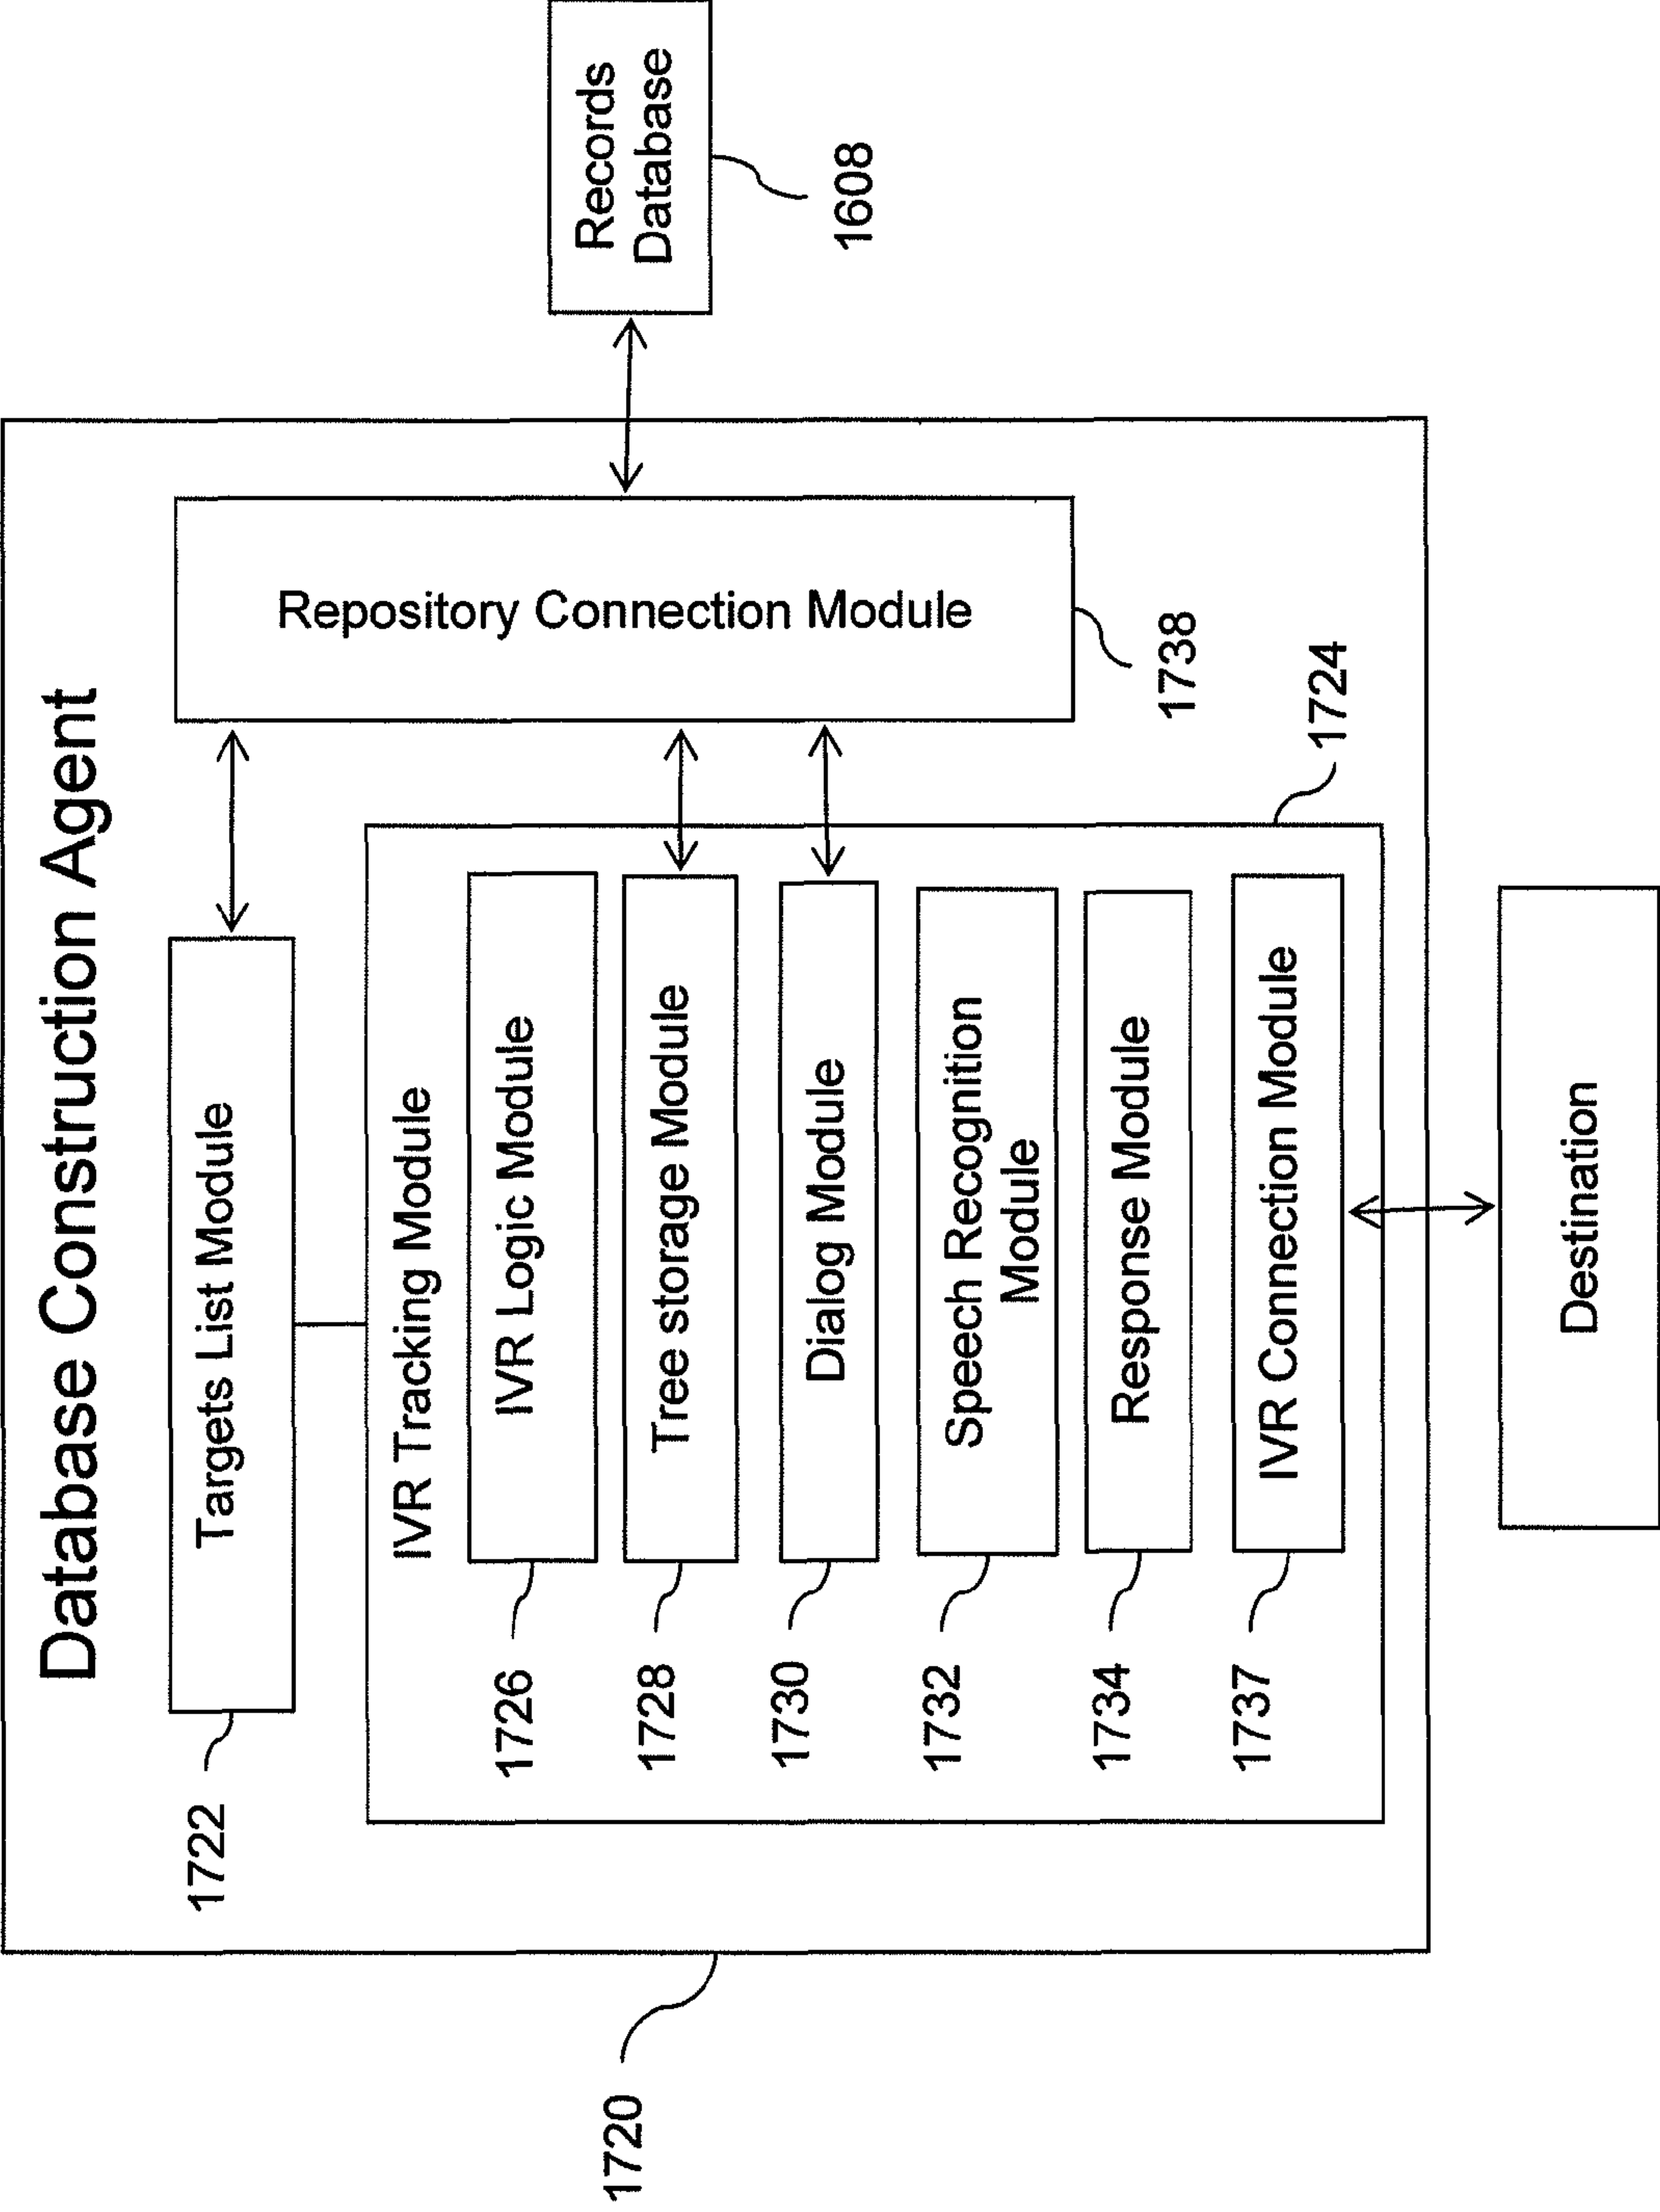 Database Construction Agent
Targets List Module
1722
IVR Tracking Module
IVR Logic Module
1726
Tree storage Module
1728
Dialog Module
1730
Speech Recognition
Module
1732
Response Module
1734
IVR Connection Module
1737
1724
Repository Connection Module
1738
Records
Database
1608
1720
Destination